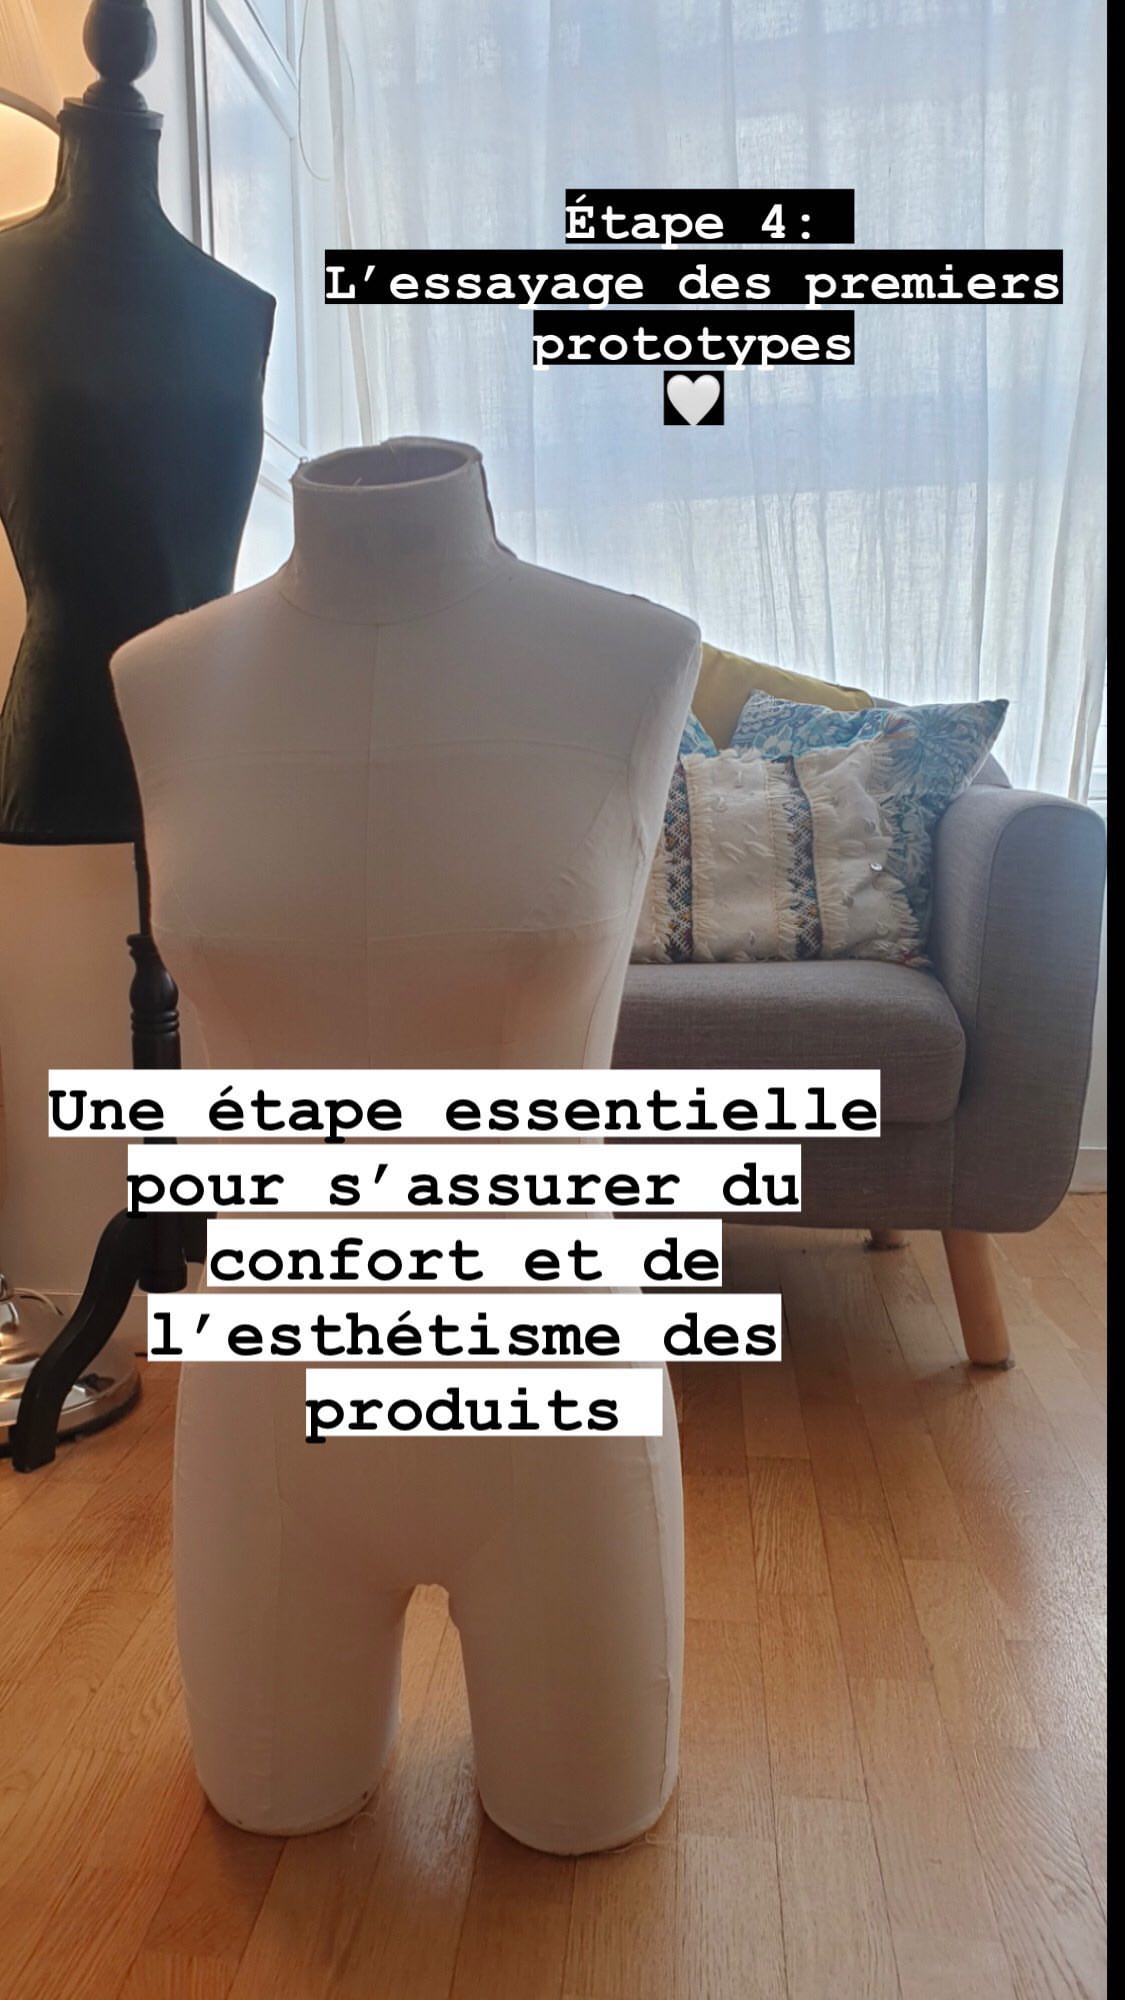 Étape 4:
L’essayage des premiers
prototypes
🤍
Une étape essentielle
pour s’assurer du
confort et de
l’esthétisme des
produits